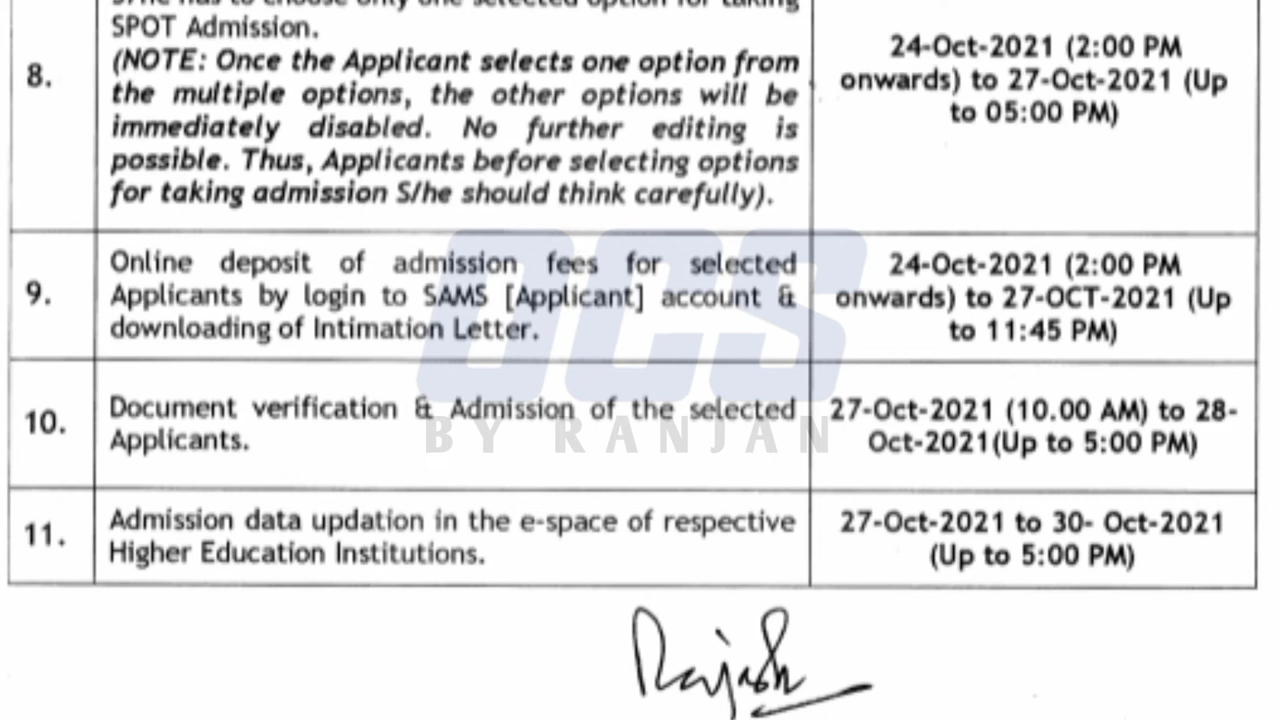 SPOT Admission.
8.
(NOTE: Once the Applicant selects one option from
the multiple options, the other options will be
immediately disabled. No further editing is
possible. Thus, Applicants before selecting options
for taking admission S/he should think carefully).
24-Oct-2021 (2:00 PM
onwards) to 27-Oct-2021 (Up
to 05:00 PM)
9.
Online deposit of admission fees for selected
Applicants by login to SAMS [Applicant] account &
downloading of Intimation Letter.
24-Oct-2021 (2:00 PM
onwards) to 27-OCT-2021 (Up
to 11:45 PM)
10.
Document verification & Admission of the selected
Applicants.
27-Oct-2021 (10.00 AM) to 28-
Oct-2021(Up to 5:00 PM)
11.
Admission data updation in the e-space of respective
Higher Education Institutions.
27-Oct-2021 to 30- Oct-2021
(Up to 5:00 PM)
OCS
BY RANJAN